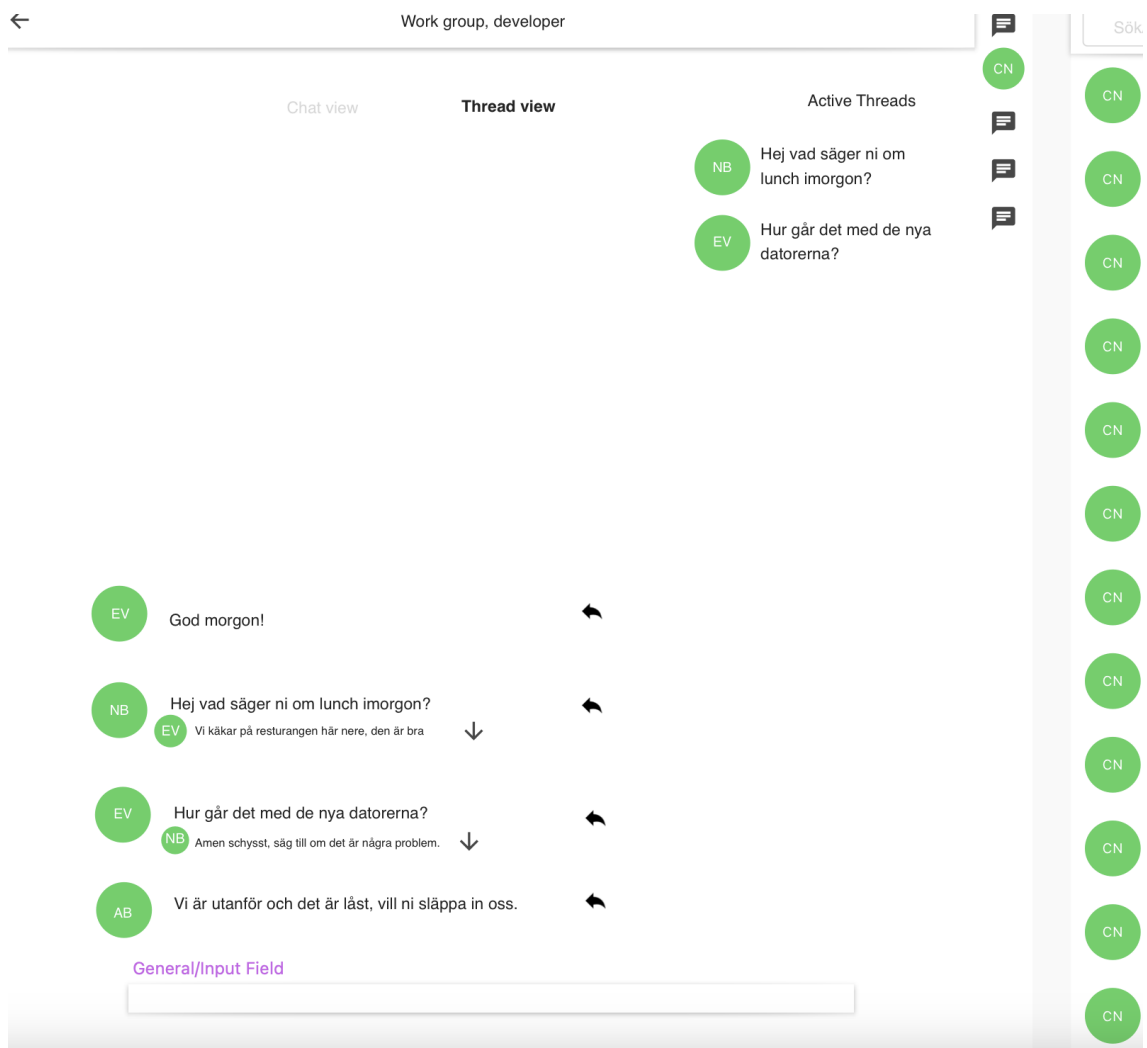 Work group, developer
Sök
CN
Chat view
Thread view
Active Threads
NB
Hej vad säger ni om
lunch imorgon?
EV
Hur går det med de nya
datorerna?
EV
God morgon!
NB
Hej vad säger ni om lunch imorgon?
EV
Vi käkar på resturangen här nere, den är bra
EV
Hur går det med de nya datorerna?
NB
Amen schysst, säg till om det är några problem.
AB
Vi är utanför och det är låst, vill ni släppa in oss.
General/Input Field
CN
CN
CN
CN
CN
CN
CN
CN
CN
CN
CN
CN